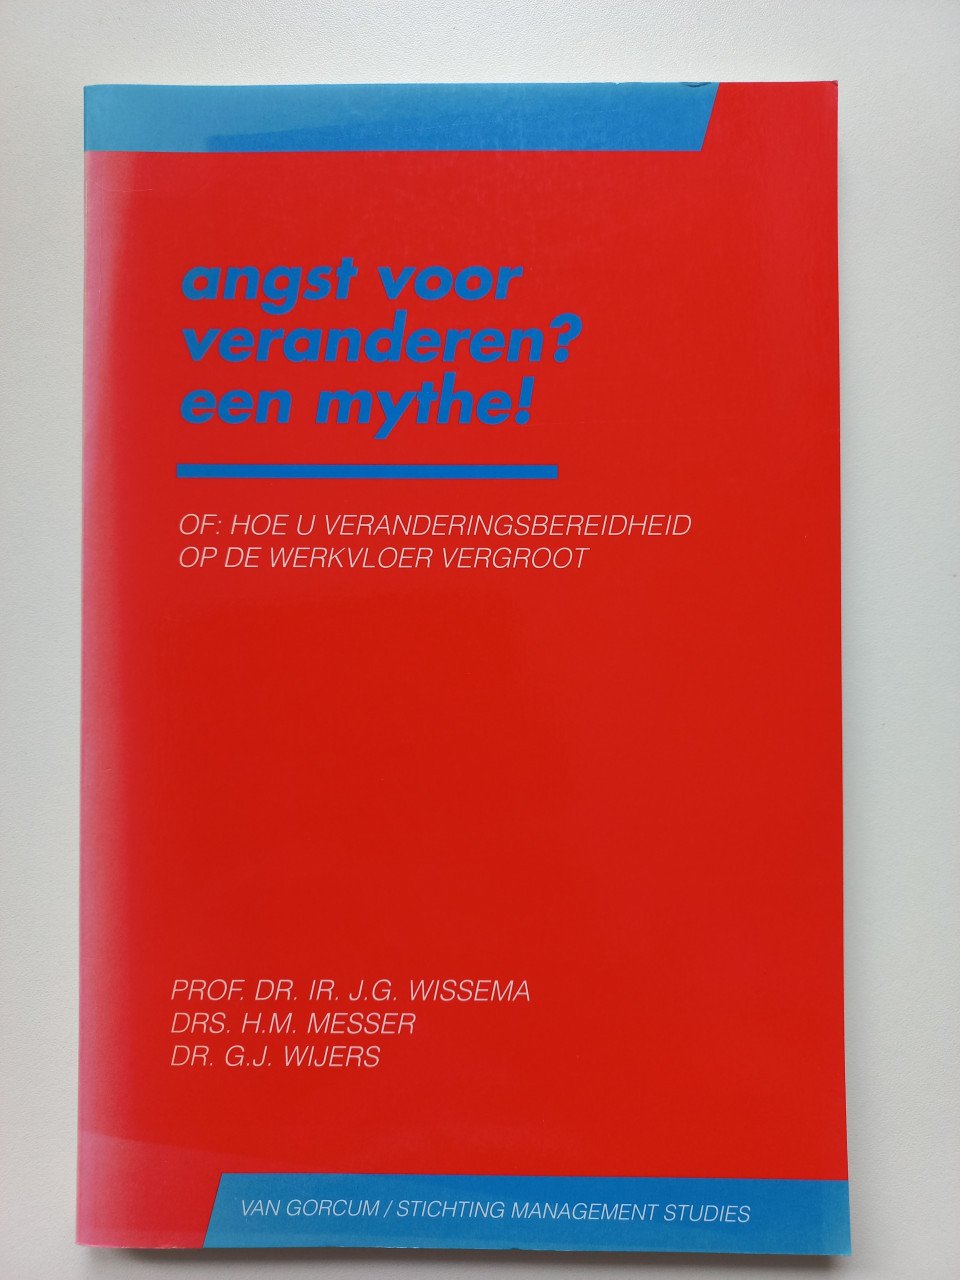 angst voor
veranderen?
een mythe!
OF: HOE U VERANDERINGSBEREIDHEID
OP DE WERKVLOER VERGROOT
PROF. DR. IR. J.G. WISSEMA
DRS. H.M. MESSER
DR. G.J. WIJERS
VAN GORCUM / STICHTING MANAGEMENT STUDIES